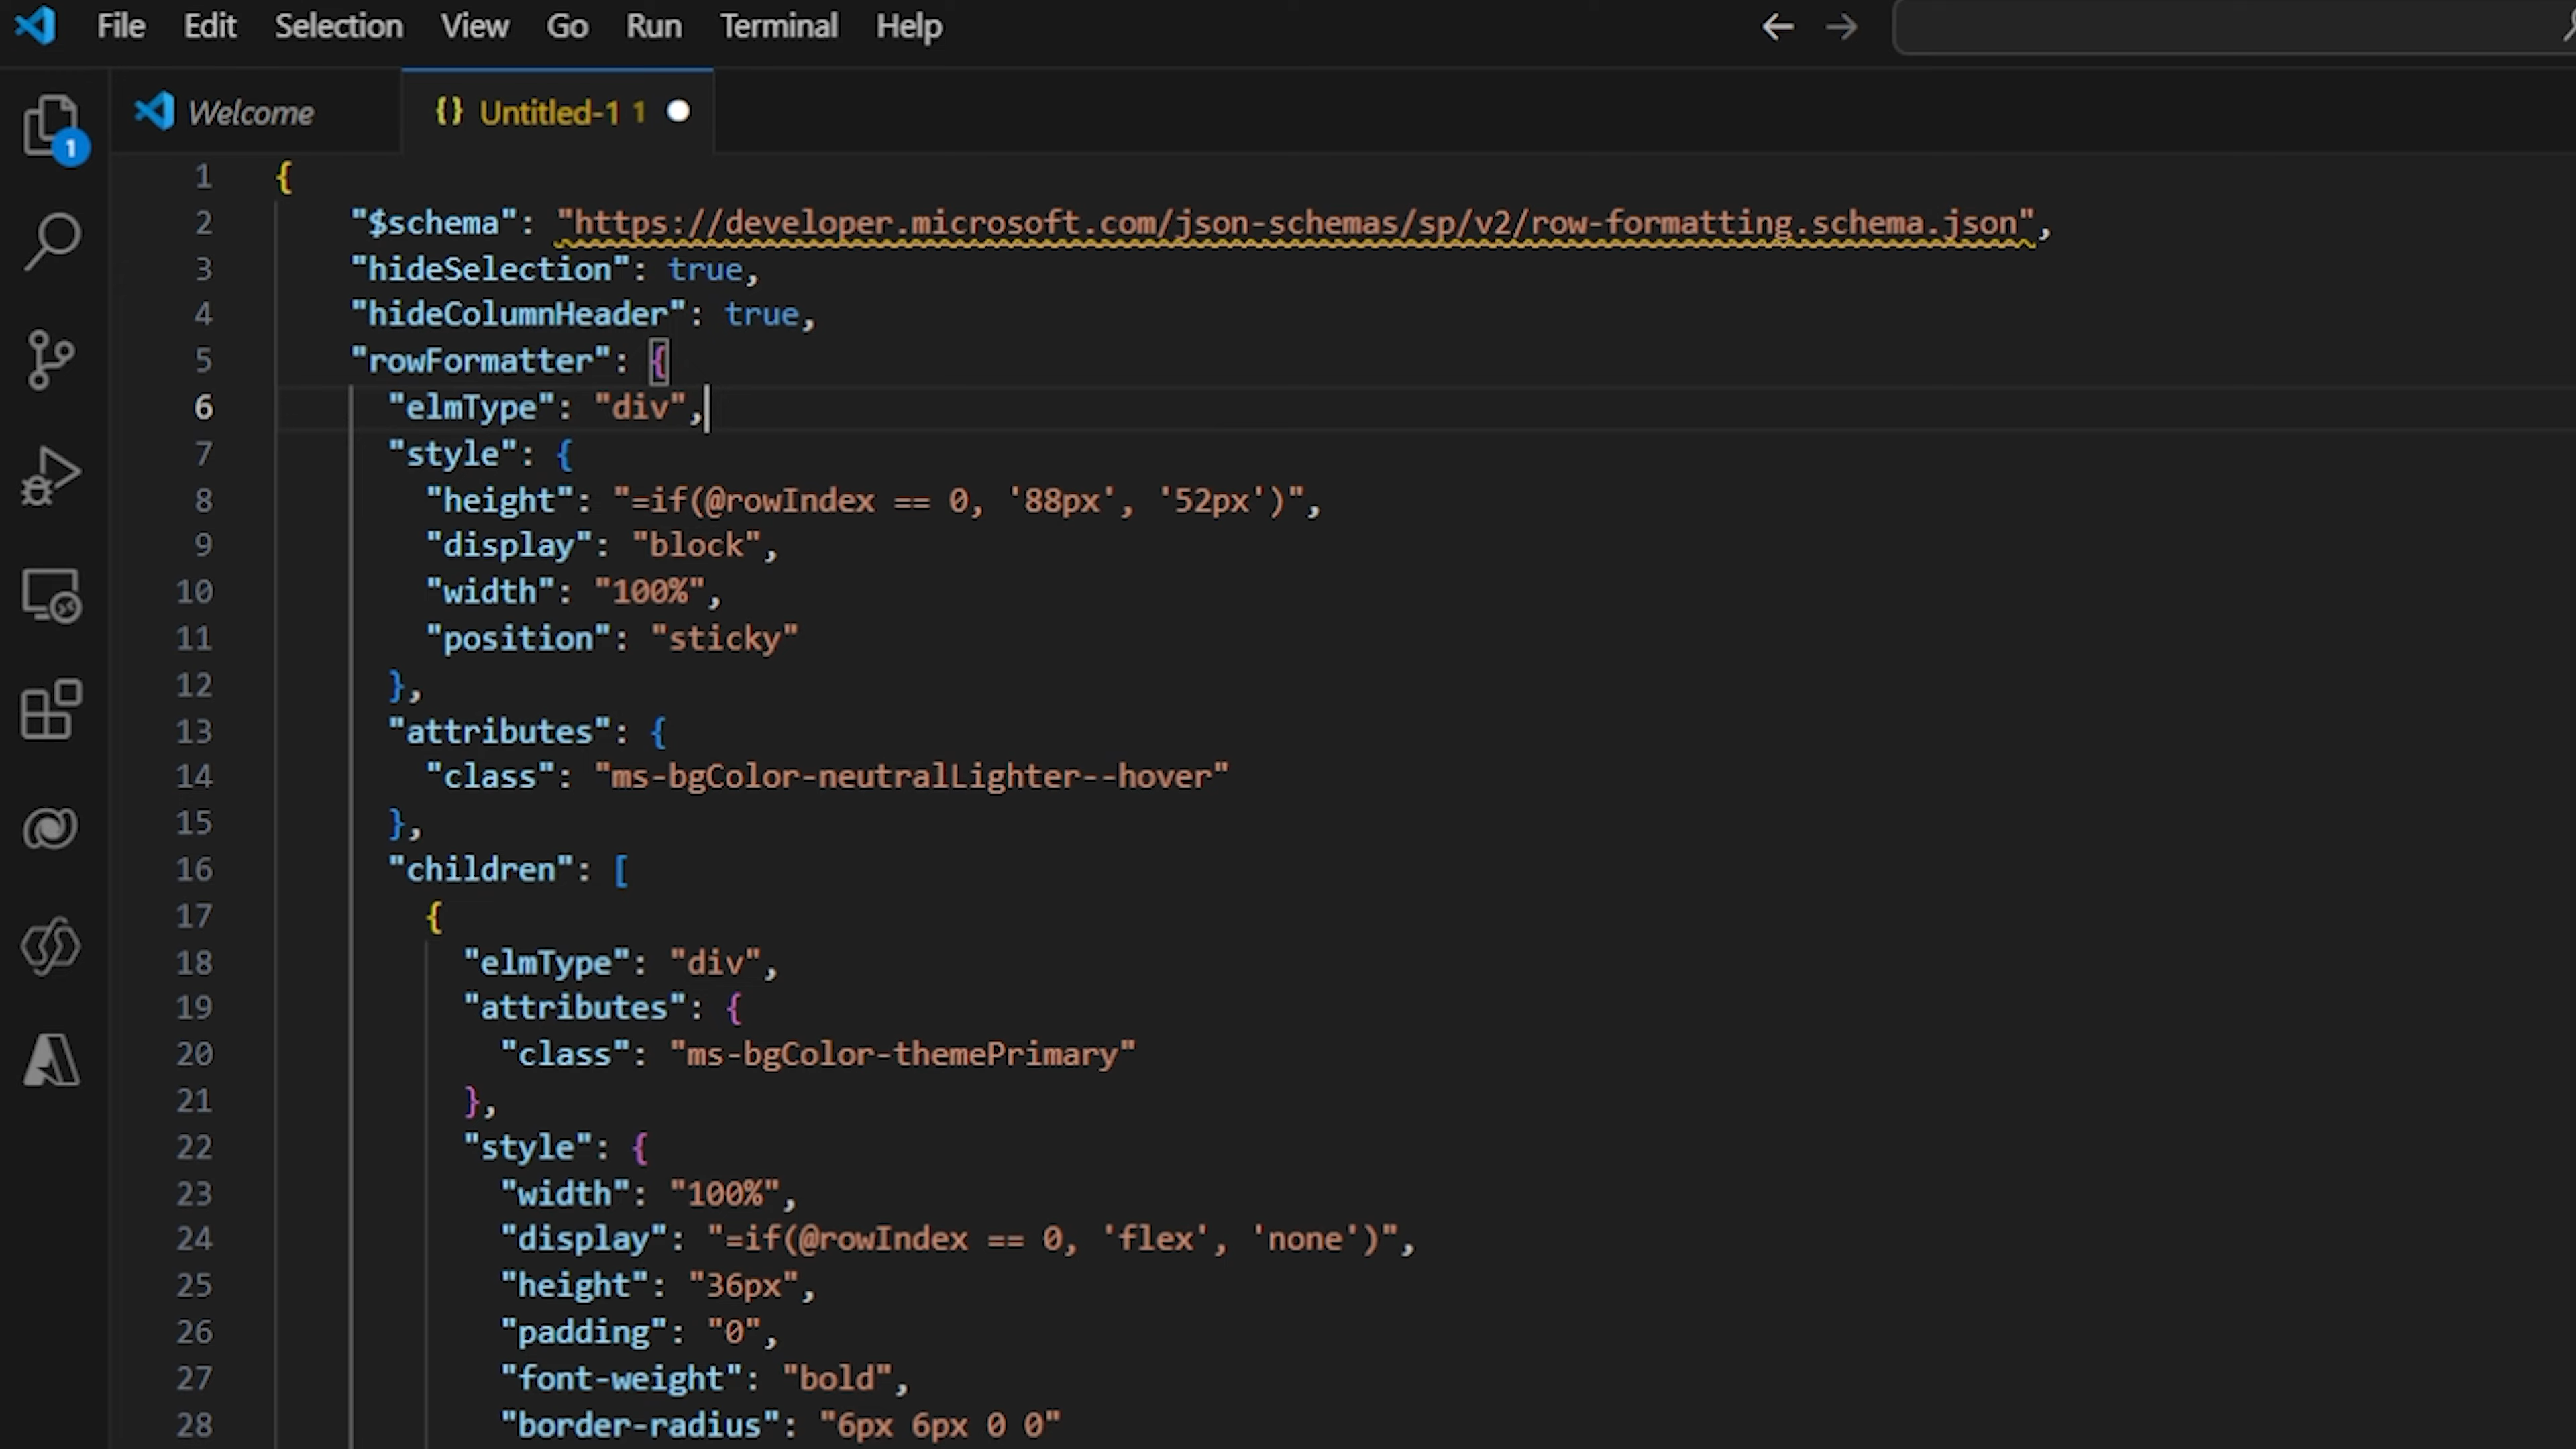 File Edit Selection View Go Run Terminal Help
Welcome
{} Untitled-1 1
1
1 {
2 "$schema": "https://developer.microsoft.com/json-schemas/sp/v2/row-formatting.schema.json",
3 "hideSelection": true,
4 "hideColumnHeader": true,
5 "rowFormatter": {
6 "elmType": "div",
7 "style": {
8 "height": "=if(@rowIndex == 0, '88px', '52px')",
9 "display": "block",
10 "width": "100%",
11 "position": "sticky"
12 },
13 "attributes": {
14 "class": "ms-bgColor-neutralLighter--hover"
15 },
16 "children": [
17 {
18 "elmType": "div",
19 "attributes": {
20 "class": "ms-bgColor-themePrimary"
21 },
22 "style": {
23 "width": "100%",
24 "display": "=if(@rowIndex == 0, 'flex', 'none')",
25 "height": "36px",
26 "padding": "0",
27 "font-weight": "bold",
28 "border-radius": "6px 6px 0 0"